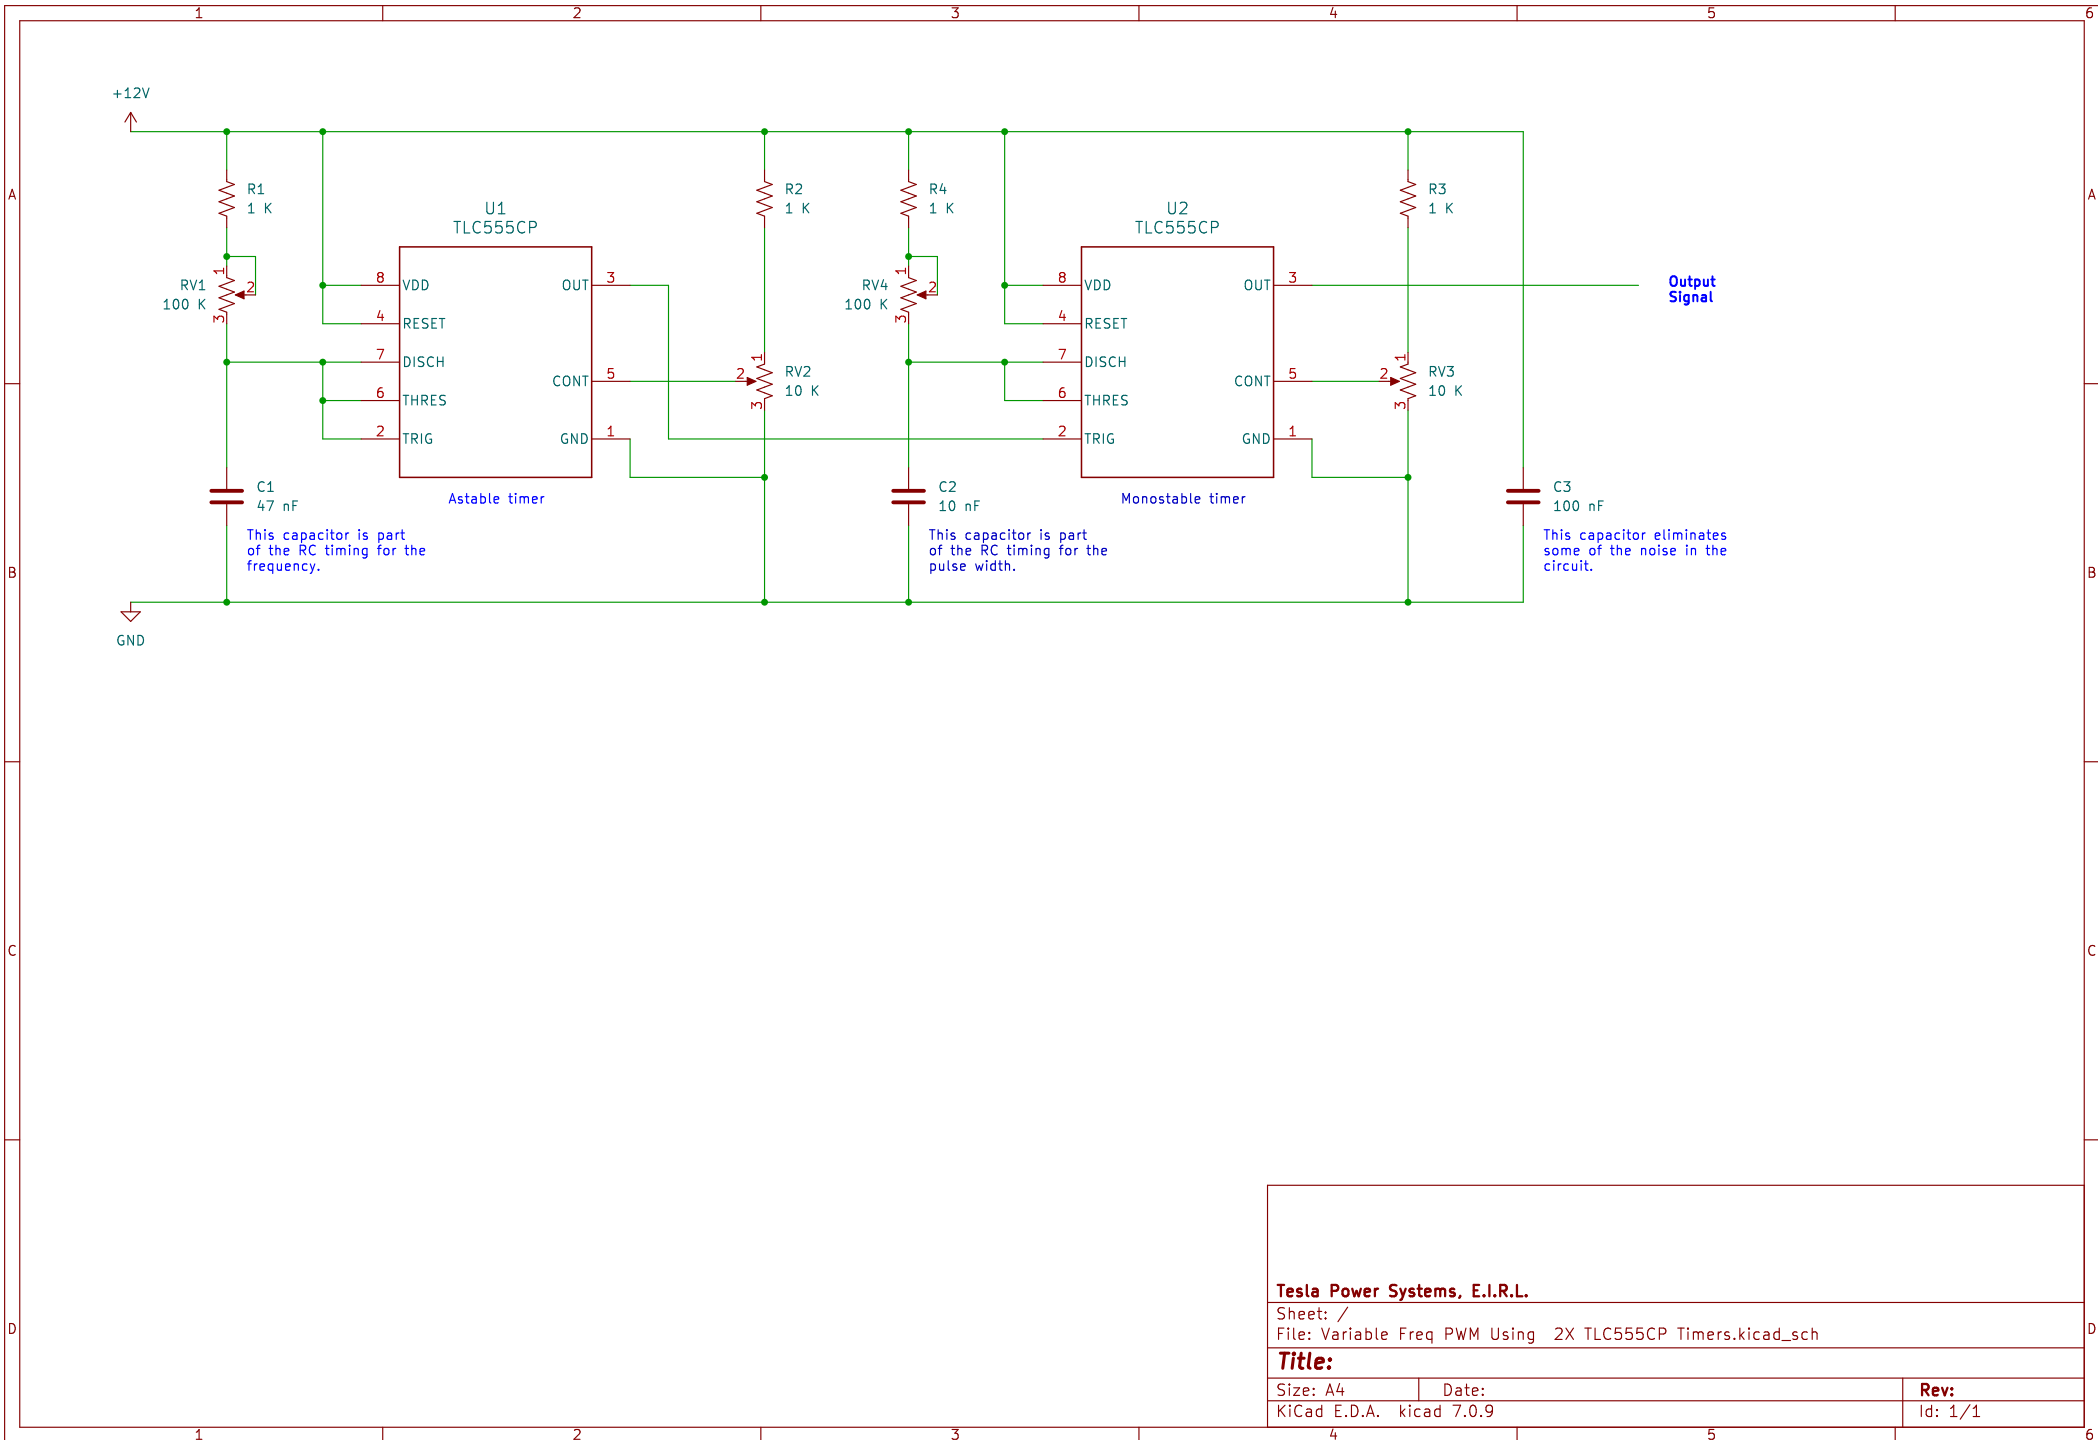 1 2 3 4 5 6
+12V
A
A
R1
1 K
R2
1 K
R4
1 K
R3
1 K
U1
TLC555CP
U2
TLC555CP
1
RV1
100 K
2
3
8 VDD
OUT 3
4 RESET
7 DISCH
CONT 5
6 THRES
2 TRIG
GND 1
1
2 RV2
10 K
3
1
RV4
100 K
2
3
8 VDD
OUT 3
4 RESET
7 DISCH
CONT 5
6 THRES
2 TRIG
GND 1
1
2 RV3
10 K
3
Output
Signal
C1
47 nF
Astable timer
C2
10 nF
Monostable timer
C3
100 nF
This capacitor is part
of the RC timing for the
frequency.
This capacitor is part
of the RC timing for the
pulse width.
This capacitor eliminates
some of the noise in the
circuit.
B
B
GND
C
C
Tesla Power Systems, E.I.R.L.
Sheet: /
File: Variable Freq PWM Using  2X TLC555CP Timers.kicad_sch
D
D
Title:
Size: A4 Date: Rev:
KiCad E.D.A.  kicad 7.0.9 Id: 1/1
1 2 3 4 5 6